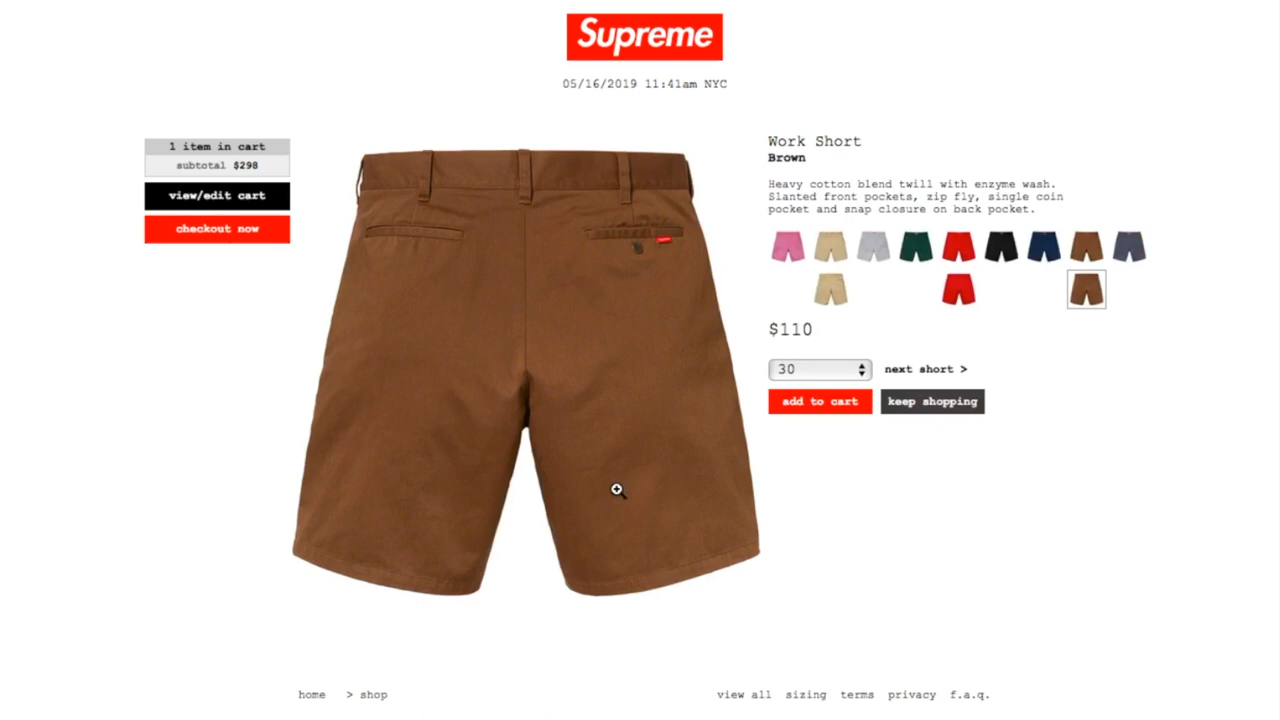 Supreme
05/16/2019 11:41am NYC
1 item in cart
subtotal $298
view/edit cart
checkout now
Work Short
Brown
Heavy cotton blend twill with enzyme wash.
Slanted front pockets, zip fly, single coin
pocket and snap closure on back pocket.
$110
30
next short >
add to cart
keep shopping
home > shop
view all sizing terms privacy f.a.q.